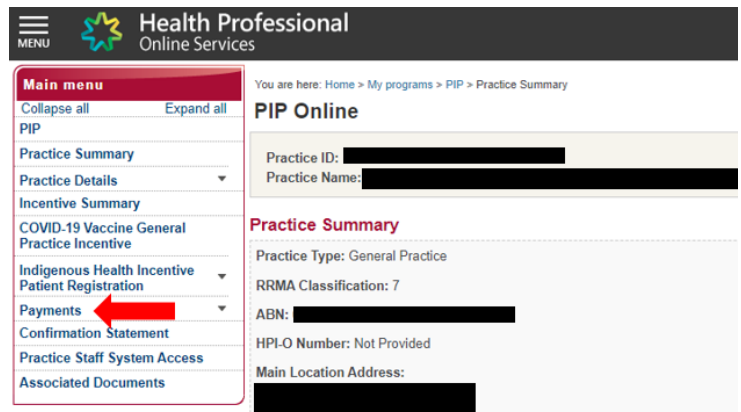 MENU
Health Professional
Online Services
Main menu
Collapse all Expand all
PIP
Practice Summary
Practice Details
Incentive Summary
COVID-19 Vaccine General
Practice Incentive
Indigenous Health Incentive
Patient Registration
Payments
Confirmation Statement
Practice Staff System Access
Associated Documents
You are here: Home > My programs > PIP > Practice Summary
PIP Online
Practice ID:
Practice Name:
Practice Summary
Practice Type: General Practice
RRMA Classification: 7
ABN:
HPI-O Number: Not Provided
Main Location Address: